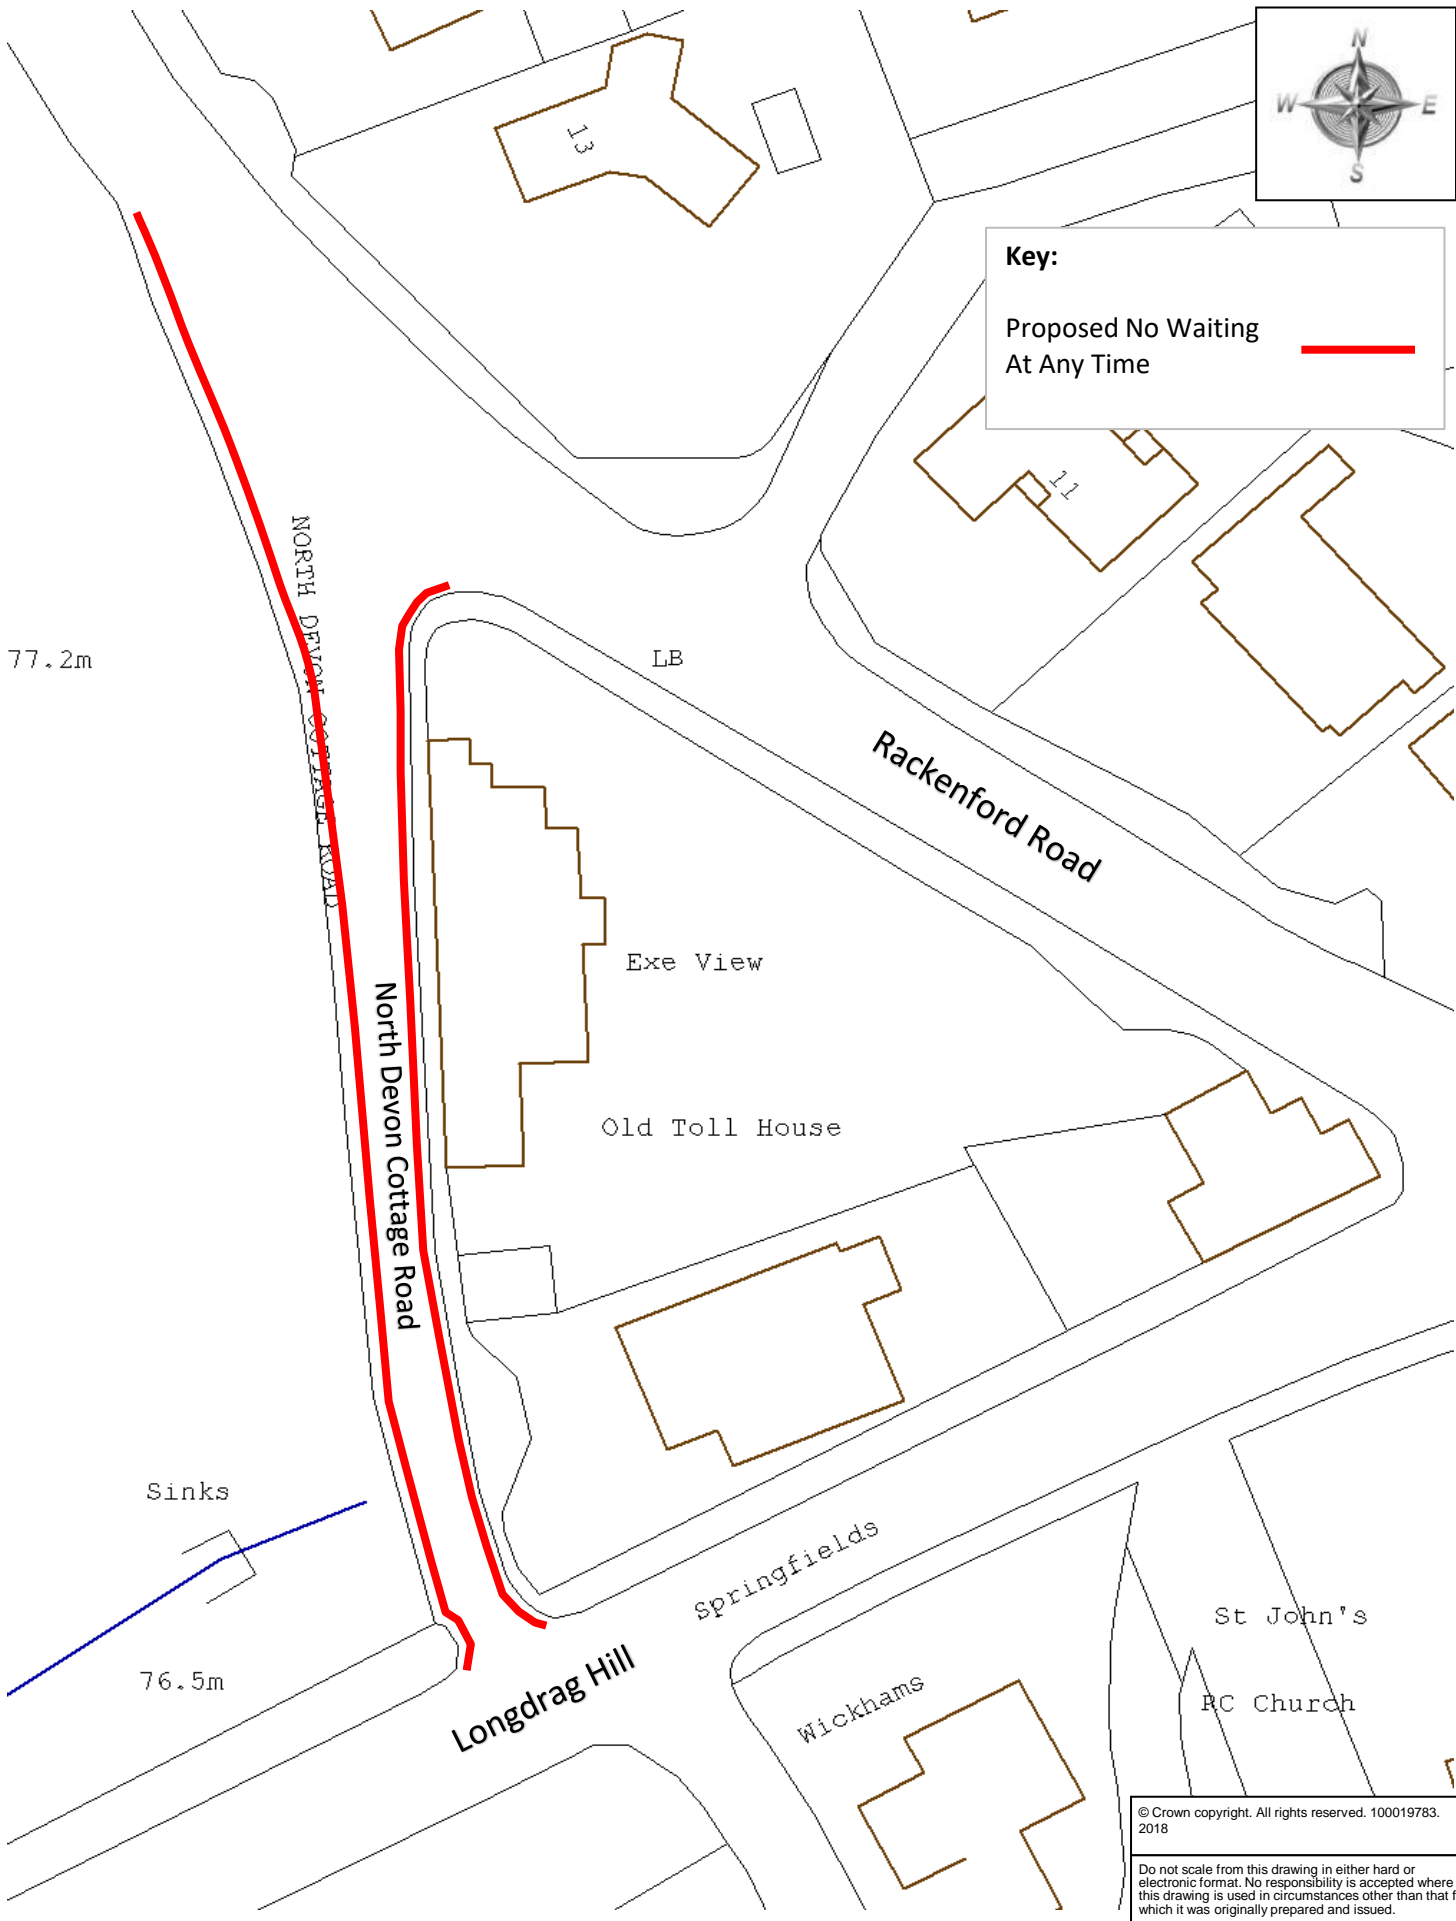 N
W E
S
13
Key:
Proposed No Waiting
At Any Time
11
NORTH DEVON COTTAGE ROAD
77.2m
LB
Rackenford Road
Exe View
North Devon Cottage Road
Old Toll House
Sinks
Springfields
St John's
RC Church
76.5m
Longdrag Hill
Wickhams
© Crown copyright. All rights reserved. 100019783.
2018
Do not scale from this drawing in either hard or
electronic format. No responsibility is accepted where
this drawing is used in circumstances other than that f
which it was originally prepared and issued.